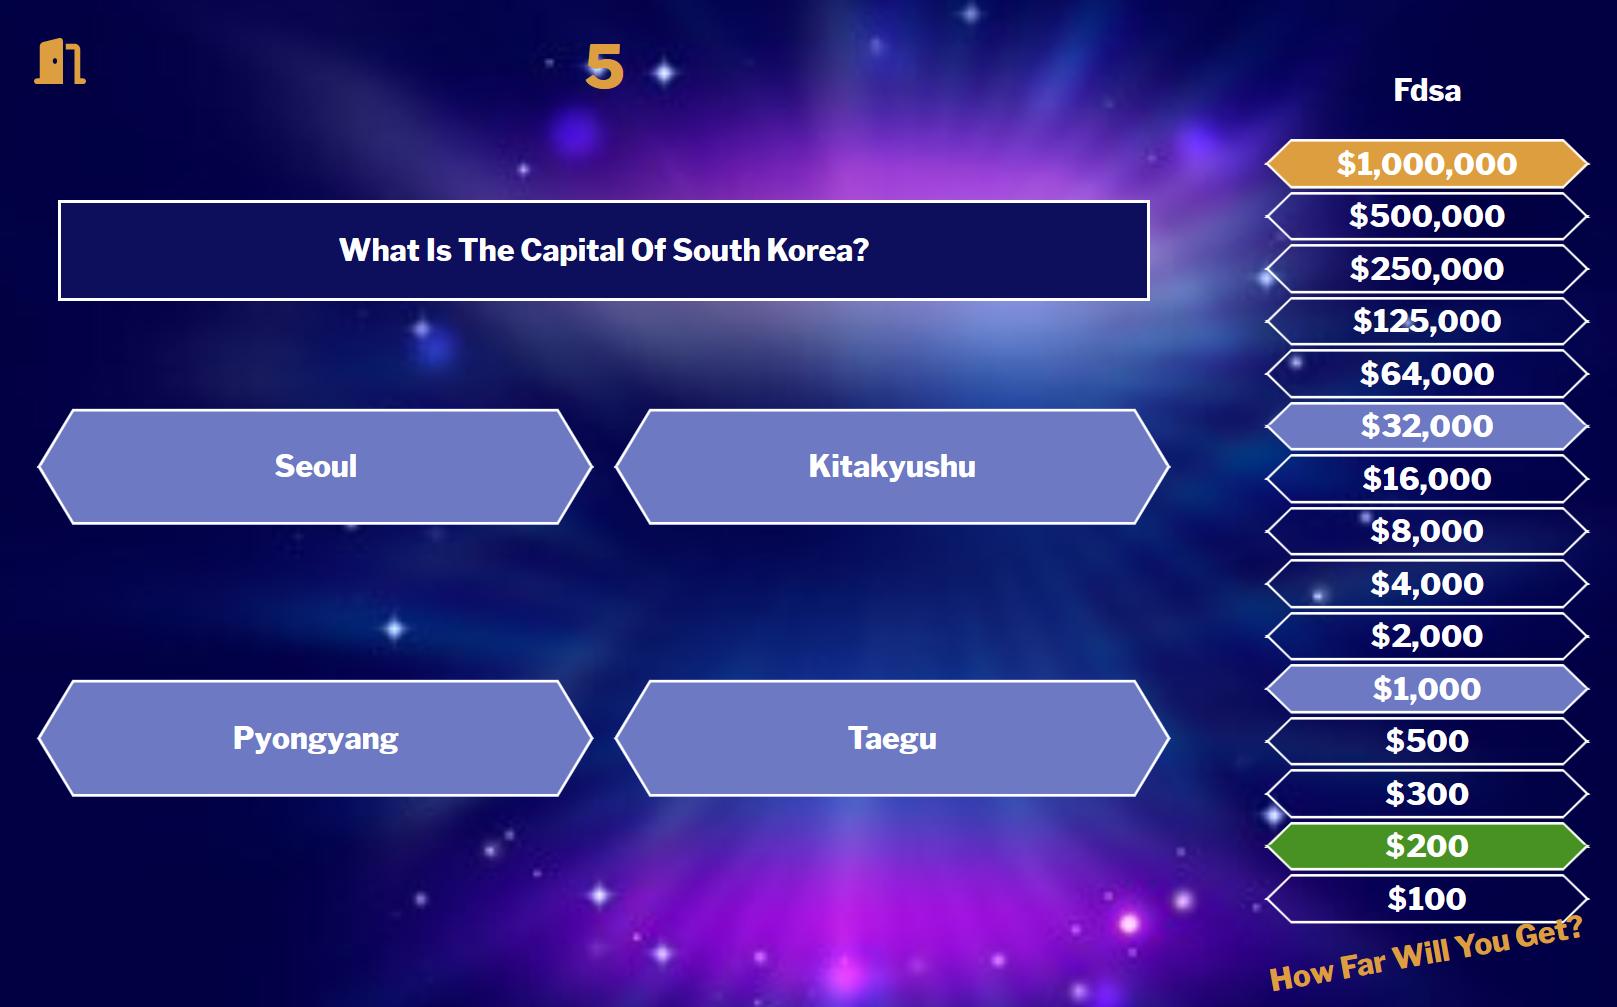 5
What Is The Capital Of South Korea?
Seoul
Kitakyushu
Pyongyang
Taegu
Fdsa
$1,000,000
$500,000
$250,000
$125,000
$64,000
$32,000
$16,000
$8,000
$4,000
$2,000
$1,000
$500
$300
$200
$100
How Far Will You Get?